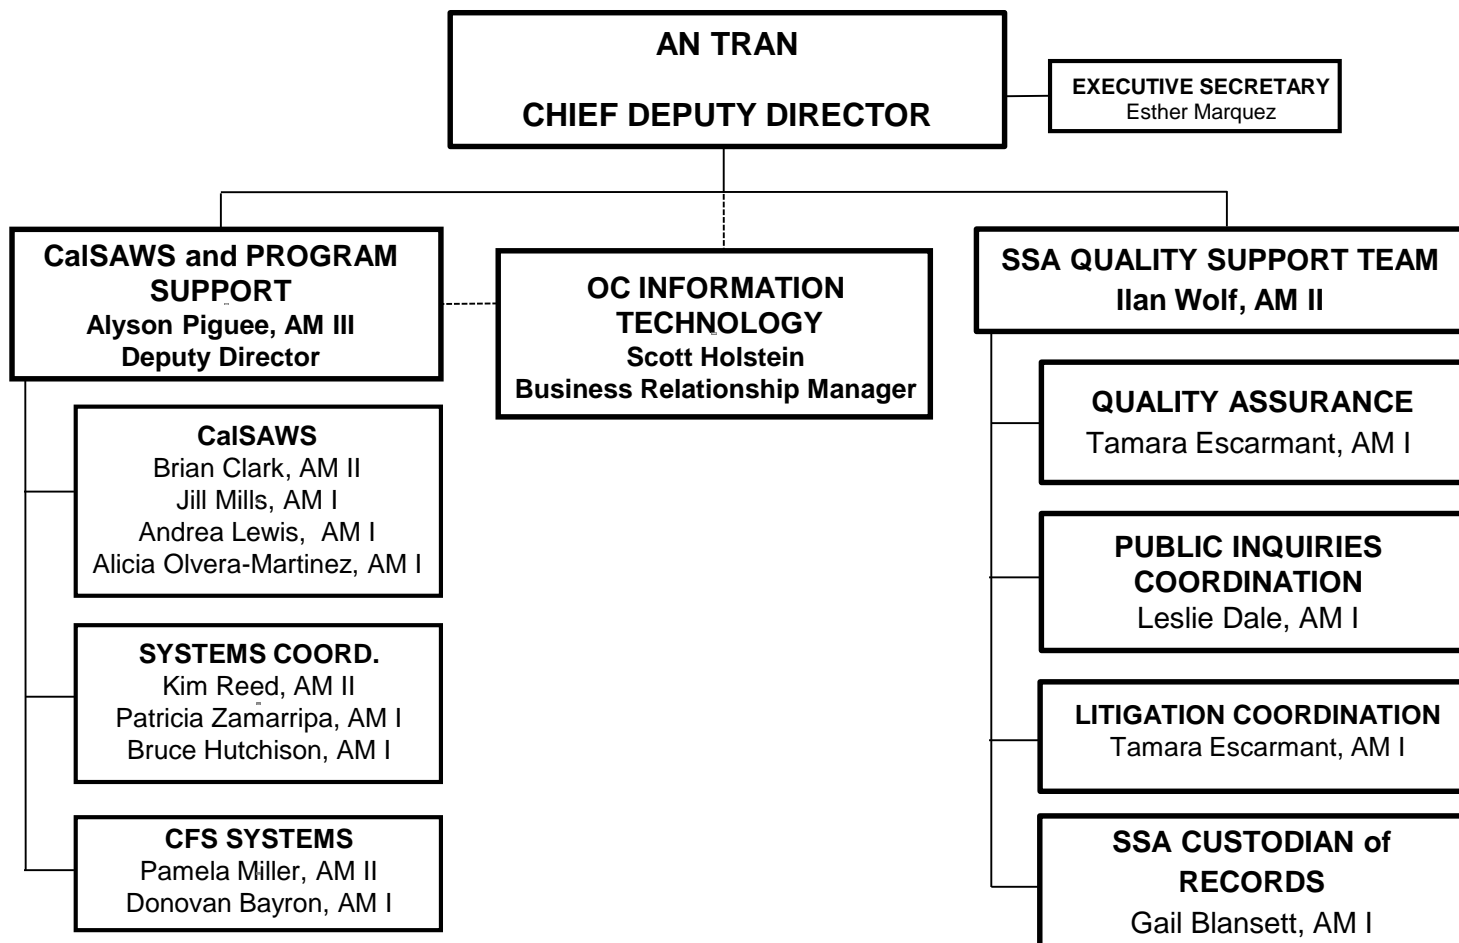 AN TRAN
CHIEF DEPUTY DIRECTOR
EXECUTIVE SECRETARY
Esther Marquez
CalSAWS and PROGRAM
SUPPORT
Alyson Piguee, AM III
Deputy Director
OC INFORMATION
TECHNOLOGY
Scott Holstein
Business Relationship Manager
SSA QUALITY SUPPORT TEAM
Ilan Wolf, AM II
CalSAWS
Brian Clark, AM II
Jill Mills, AM I
Andrea Lewis, AM I
Alicia Olvera-Martinez, AM I
SYSTEMS COORD.
Kim Reed, AM II
Patricia Zamarripa, AM I
Bruce Hutchison, AM I
CFS SYSTEMS
Pamela Miller, AM II
Donovan Bayron, AM I
QUALITY ASSURANCE
Tamara Escarmant, AM I
PUBLIC INQUIRIES
COORDINATION
Leslie Dale, AM I
LITIGATION COORDINATION
Tamara Escarmant, AM I
SSA CUSTODIAN of
RECORDS
Gail Blansett, AM I